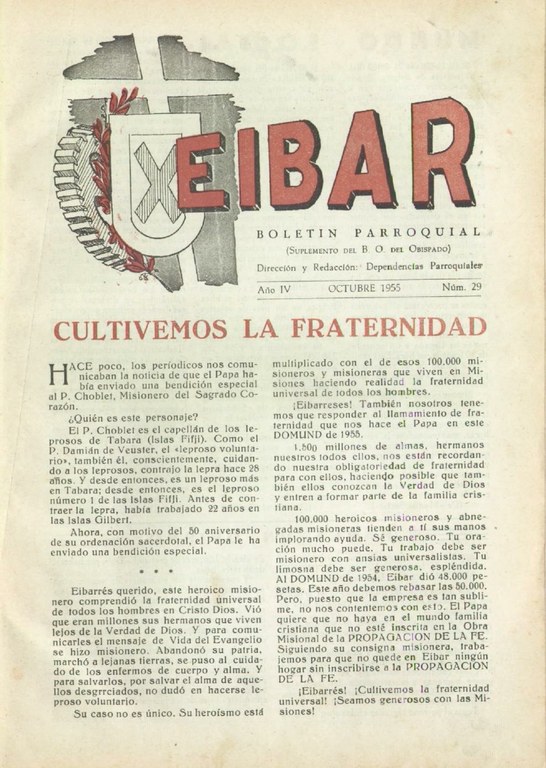 EIBAR
BOLETIN PARROQUIAL
(SUPLEMENTO DEL B. O. DEL OBISPADO)
Dirección y Redacción: Dependencias Parroquiales
Año IV OCTUBRE 1955 Núm. 29
CULTIVEMOS LA FRATERNIDAD
HACE poco, los periódicos nos comu-
nicaban la noticia de que el Papa ha-
bía enviado una bendición especial
al P. Choblet, Misionero del Sagrado Co-
razón.
¿Quién es este personaje?
El P. Choblet es el capellán de los le-
prosos de Tabara (Islas Fifji). Como el
P. Damián de Veuster, el «leproso volunta-
rio», también él, conscientemente, cuidan-
do a los leprosos, contrajo la lepra hace 28
años. Y desde entonces, es un leproso más
en Tabara; desde entonces, es el leproso
número 1 de las Islas Fifji. Antes de con-
traer la lepra, había trabajado 22 años en
las Islas Gilbert.
Ahora, con motivo del 50 aniversario
de su ordenación sacerdotal, el Papa le ha
enviado una bendición especial.
* * *
Eibarrés querido, este heroico misio-
nero comprendió la fraternidad universal
de todos los hombres en Cristo Dios. Vió
que eran millones sus hermanos que viven
lejos de la Verdad de Dios. Y para comu-
nicarles el mensaje de Vida del Evangelio
se hizo misionero. Abandonó su patria,
marchó a lejanas tierras, se puso al cuida-
do de los enfermos de cuerpo y alma. Y
para salvarlos, por salvar el alma de aque-
llos desgrrciados, no dudó en hacerse le-
proso voluntario.
Su caso no es único. Su heroísmo está
multiplicado con el de esos 100.000 mi-
sioneros y misioneras que viven en Mi-
siones haciendo realidad la fraternidad
universal de todos los hombres.
¡Eibarreses! También nosotros tene-
mos que responder al llamamiento de fra-
ternidad que nos hace el Papa en este
DOMUND de 1955.
1.500 millones de almas, hermanos
nuestros todos ellos, nos están recordan-
do nuestra obligatoriedad de fraternidad
para con ellos, haciendo posible que tam-
bién ellos conozcan la Verdad de Dios
y entren a formar parte de la familia cris-
tiana.
100.000 heroicos misioneros y abne-
gadas misioneras tienden a tí sus manos
implorando ayuda. Sé generoso. Tu ora-
ción mucho puede. Tu trabajo debe ser
misionero con ansias universalistas. Tu
limosna debe ser generosa, espléndida.
Al DOMUND de 1954, Eibar dió 48.000 pe-
setas. Este año debemos rebasar las 50.000.
Pero, puesto que la empresa es tan subli-
me, no nos contentemos con esto. El Papa
quiere que no haya en el mundo familia
cristiana que no esté inscrita en la Obra
Misional de la PROPAGACION DE LA FE.
Siguiendo su consigna misionera, traba-
jemos para que no quede en Eibar ningún
hogar sin inscribirse a la PROPAGACION
DE LA FE.
¡Eibarrés! ¡Cultivemos la fraternidad
universal! ¡Seamos generosos con las Mi-
siones!